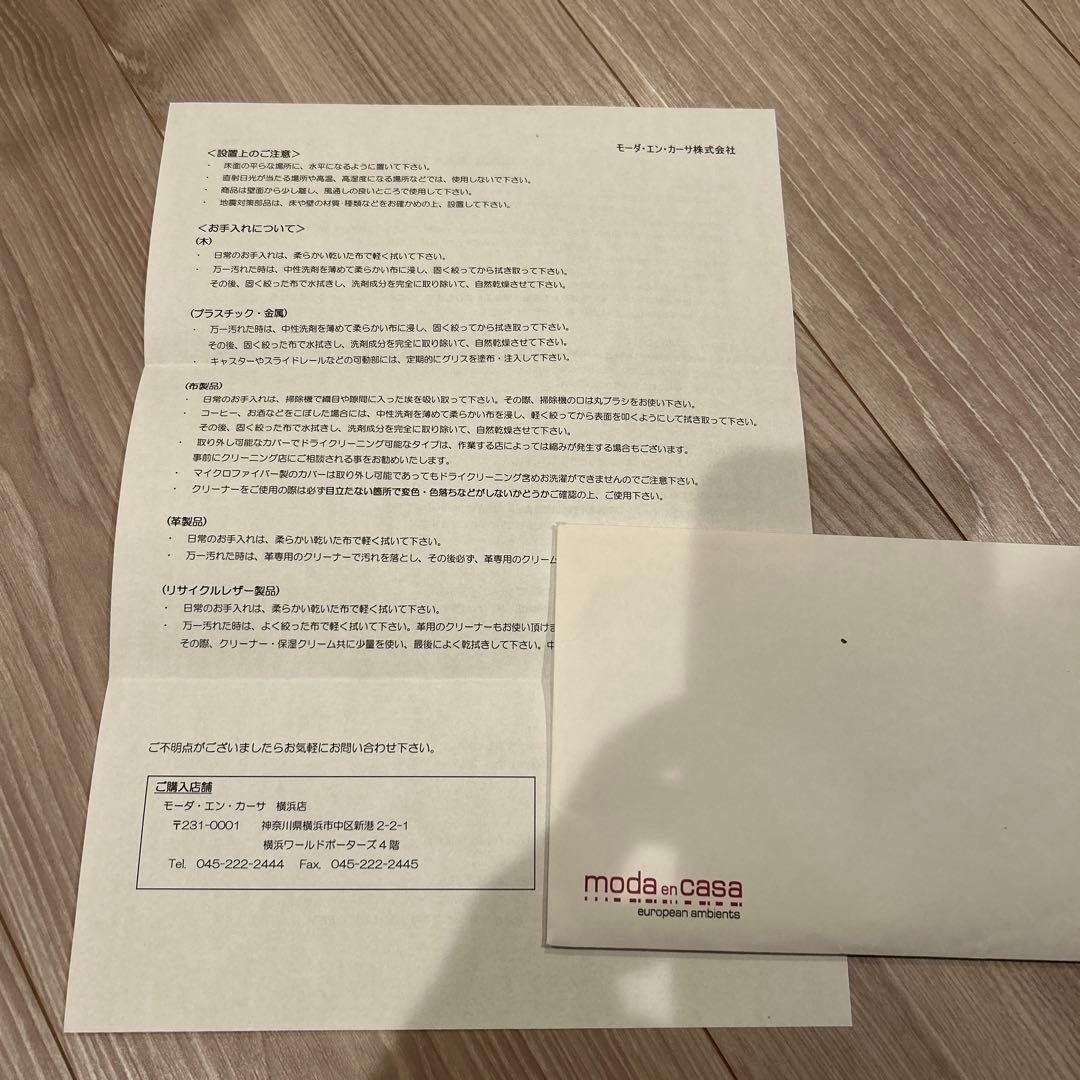 モーダ・エン・カーサ株式会社
<設置上のご注意>
・ 床面の平らな場所に、水平になるように置いて下さい。
・ 直射日光が当たる場所や高温、高湿度になる場所などでは、使用しないで下さい。
・ 商品は壁面から少し離し、風通しの良いところで使用して下さい。
・ 地震対策部品は、床や壁の材質・種類などをお確かめの上、設置して下さい。
<お手入れについて>
(木)
・ 日常のお手入れは、柔らかい乾いた布で軽く拭いて下さい。
・ 万一汚れた時は、中性洗剤を薄めて柔らかい布に浸し、固く絞ってから拭き取って下さい。
その後、固く絞った布で水拭きし、洗剤成分を完全に取り除いて、自然乾燥させて下さい。
(プラスチック・金属)
・ 万一汚れた時は、中性洗剤を薄めて柔らかい布に浸し、固く絞ってから拭き取って下さい。
その後、固く絞った布で水拭きし、洗剤成分を完全に取り除いて、自然乾燥させて下さい。
・ キャスターやスライドレールなどの可動部には、定期的にグリスを塗布・注入して下さい。
(布製品)
・ 日常のお手入れは、掃除機で織目や隙間に入った埃を吸い取って下さい。その際、掃除機の口は丸ブラシをお使い下さい。
・ コーヒー、お酒などをこぼした場合には、中性洗剤を薄めて柔らかい布を浸し、軽く絞ってから表面を叩くようにして拭き取って下さい。
その後、固く絞った布で水拭きし、洗剤成分を完全に取り除いて、自然乾燥させて下さい。
・ 取り外し可能なカバーでドライクリーニング可能なタイプは、作業する店によっては縮みが発生する場合もございます。
事前にクリーニング店にご相談される事をお勧めいたします。
・ マイクロファイバー製のカバーは取り外し可能であってもドライクリーニング含めお洗濯ができませんのでご注意下さい。
・ クリーナーをご使用の際は必ず目立たない箇所で変色・色落ちなどがしないかどうかご確認の上、ご使用下さい。
(革製品)
・ 日常のお手入れは、柔らかい乾いた布で軽く拭いて下さい。
・ 万一汚れた時は、革専用のクリーナーで汚れを落とし、その後必ず、革専用のクリーム
(リサイクルレザー製品)
・ 日常のお手入れは、柔らかい乾いた布で軽く拭いて下さい。
・ 万一汚れた時は、よく絞った布で軽く拭いて下さい。革用のクリーナーもお使い頂けま
その際、クリーナー・保湿クリーム共に少量を使い、最後によく乾拭きして下さい。中
ご不明点がございましたらお気軽にお問い合わせ下さい。
ご購入店舗
モーダ・エン・カーサ 横浜店
〒231-0001 神奈川県横浜市中区新港2-2-1
横浜ワールドポーターズ4階
Tel. 045-222-2444 Fax. 045-222-2445
moda en casa
european ambients